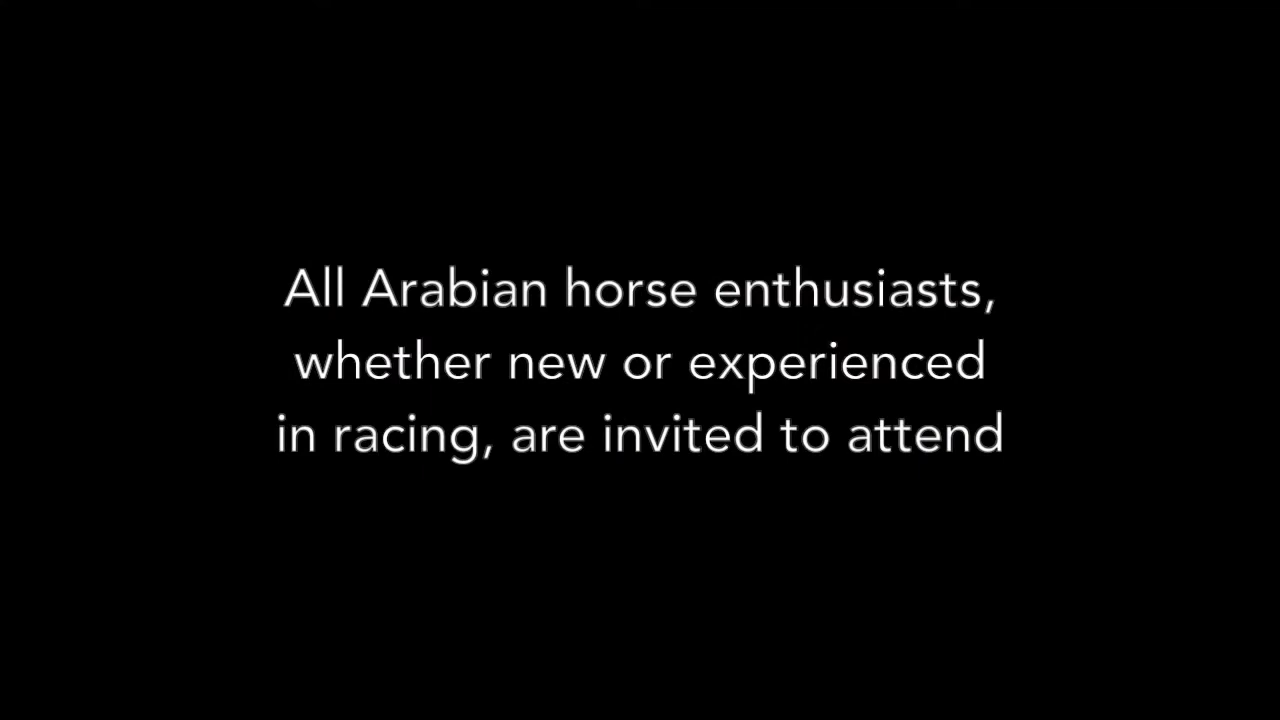 All Arabian horse enthusiasts,
whether new or experienced
in racing, are invited to attend